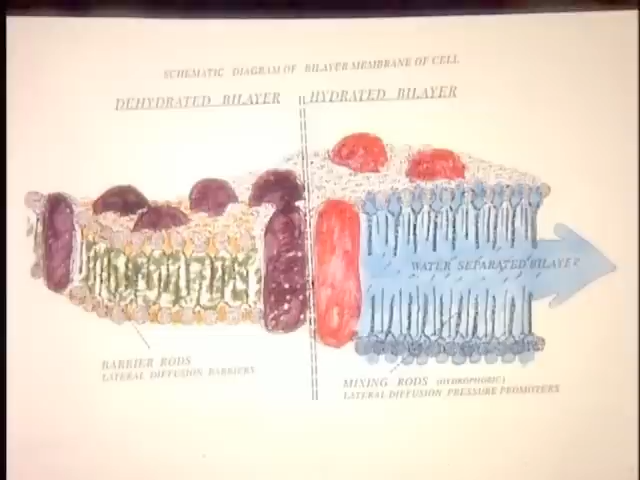 SCHEMATIC DIAGRAM OF BILAYER MEMBRANE OF CELL
DEHYDRATED BILAYER
HYDRATED BILAYER
WATER SEPARATED BILAYER
BARRIER RODS
LATERAL DIFFUSION BARRIERS
MIXING RODS (HYDROPHOBIC)
LATERAL DIFFUSION PRESSURE PROMOTERS